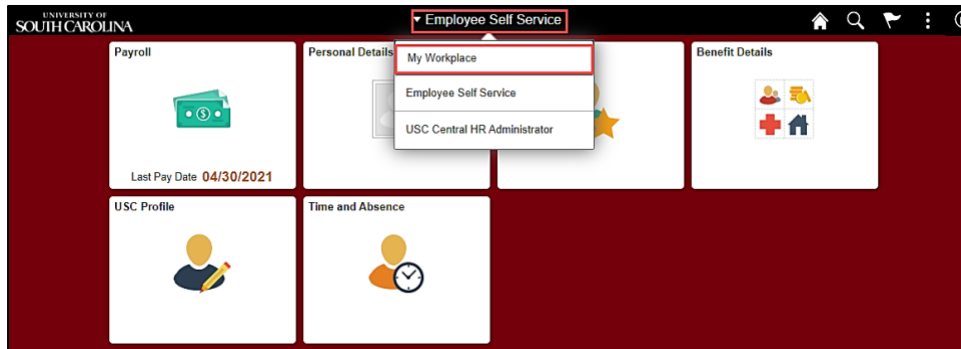 UNIVERSITY OF
SOUTH CAROLINA
Employee Self Service
Payroll
Personal Details
My Workplace
Employee Self Service
USC Central HR Administrator
Benefit Details
Last Pay Date 04/30/2021
USC Profile
Time and Absence